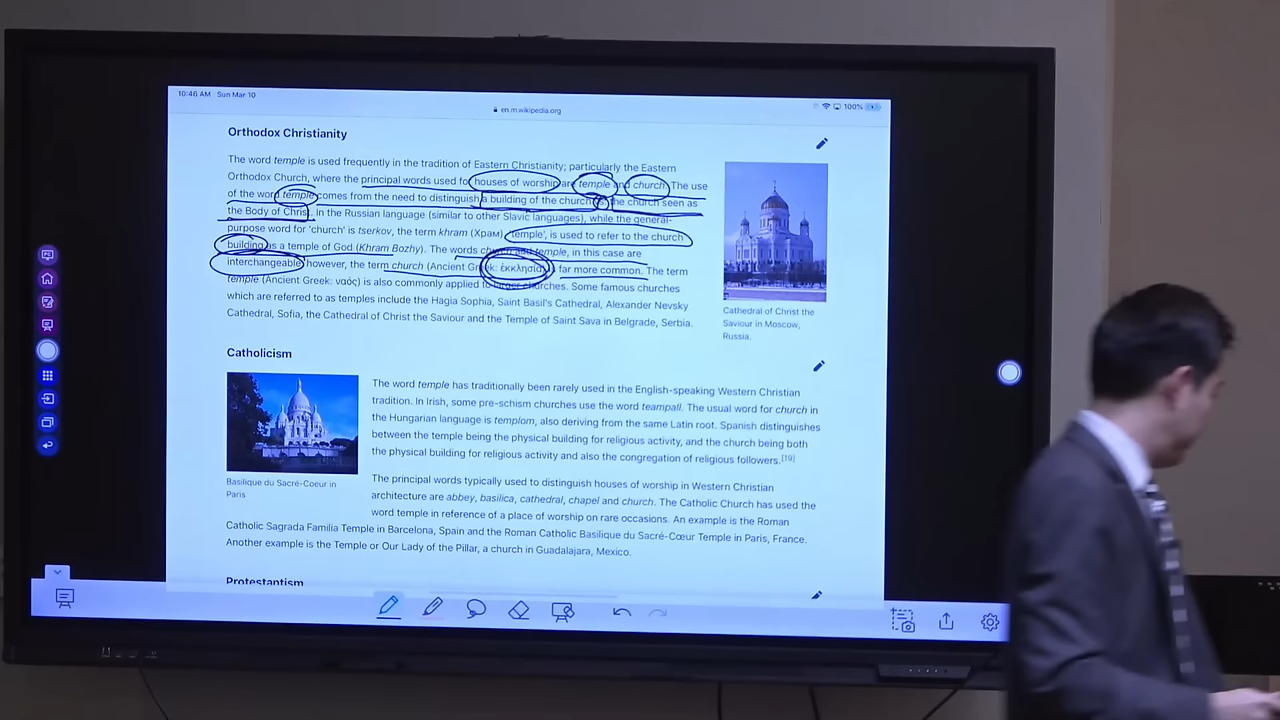 10:46 AM Sun Mar 10
en.m.wikipedia.org
100%
Orthodox Christianity
The word temple is used frequently in the tradition of Eastern Christianity; particularly the Eastern
Orthodox Church, where the principal words used for houses of worship are temple and church. The use
of the word temple comes from the need to distinguish a building of the church vs. the church seen as
the Body of Christ. In the Russian language (similar to other Slavic languages), while the general-
purpose word for 'church' is tserkov, the term khram (Храм), 'temple', is used to refer to the church
building as a temple of God (Khram Bozhy). The words church and temple, in this case are
interchangeable; however, the term church (Ancient Greek: ἐκκλησία) is far more common. The term
temple (Ancient Greek: ναός) is also commonly applied to larger churches. Some famous churches
which are referred to as temples include the Hagia Sophia, Saint Basil's Cathedral, Alexander Nevsky
Cathedral, Sofia, the Cathedral of Christ the Saviour and the Temple of Saint Sava in Belgrade, Serbia.
Cathedral of Christ the
Saviour in Moscow,
Russia.
Catholicism
The word temple has traditionally been rarely used in the English-speaking Western Christian
tradition. In Irish, some pre-schism churches use the word teampall. The usual word for church in
the Hungarian language is templom, also deriving from the same Latin root. Spanish distinguishes
between the temple being the physical building for religious activity, and the church being both
the physical building for religious activity and also the congregation of religious followers.[19]
Basilique du Sacré-Coeur in
Paris
The principal words typically used to distinguish houses of worship in Western Christian
architecture are abbey, basilica, cathedral, chapel and church. The Catholic Church has used the
word temple in reference of a place of worship on rare occasions. An example is the Roman
Catholic Sagrada Familia Temple in Barcelona, Spain and the Roman Catholic Basilique du Sacré-Cœur Temple in Paris, France.
Another example is the Temple or Our Lady of the Pillar, a church in Guadalajara, Mexico.
Protestantism